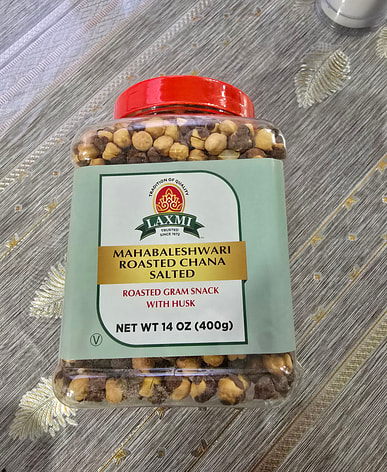 TRADITION OF QUALITY
LAXMI
TRUSTED
SINCE 1972
MAHABALESHWARI
ROASTED CHANA
SALTED
ROASTED GRAM SNACK
WITH HUSK
NET WT 14 OZ (400g)
V